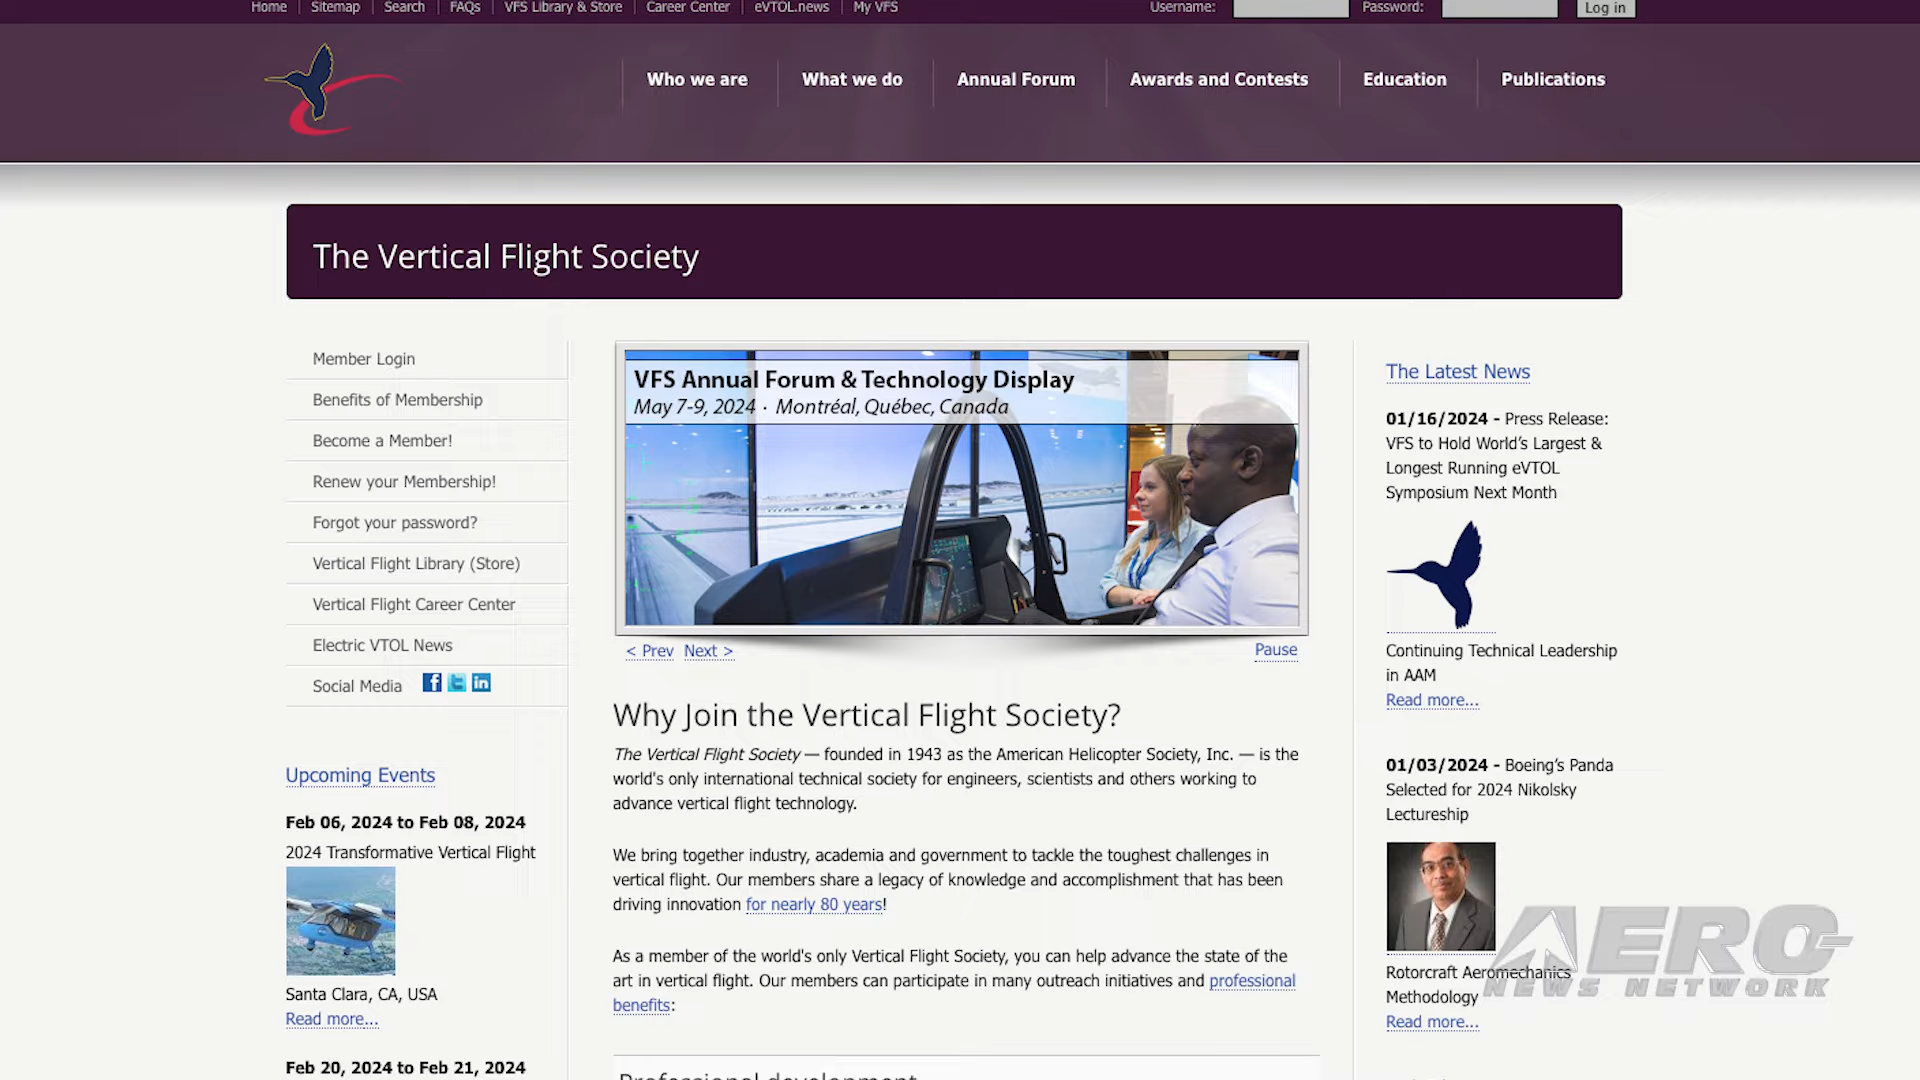 Home
Sitemap
Search
FAQs
VFS Library & Store
Career Center
eVTOL.news
My VFS
Username:
Password:
Log in
Who we are
What we do
Annual Forum
Awards and Contests
Education
Publications
The Vertical Flight Society
Member Login
Benefits of Membership
Become a Member!
Renew your Membership!
Forgot your password?
Vertical Flight Library (Store)
Vertical Flight Career Center
Electric VTOL News
Social Media
Upcoming Events
Feb 06, 2024 to Feb 08, 2024
2024 Transformative Vertical Flight
Santa Clara, CA, USA
Read more...
Feb 20, 2024 to Feb 21, 2024
VFS Annual Forum & Technology Display
May 7-9, 2024 · Montréal, Québec, Canada
< Prev
Next >
Pause
Why Join the Vertical Flight Society?
The Vertical Flight Society — founded in 1943 as the American Helicopter Society, Inc. — is the
world's only international technical society for engineers, scientists and others working to
advance vertical flight technology.
We bring together industry, academia and government to tackle the toughest challenges in
vertical flight. Our members share a legacy of knowledge and accomplishment that has been
driving innovation for nearly 80 years!
As a member of the world's only Vertical Flight Society, you can help advance the state of the
art in vertical flight. Our members can participate in many outreach initiatives and professional
benefits:
Professional development
The Latest News
01/16/2024 - Press Release:
VFS to Hold World's Largest &
Longest Running eVTOL
Symposium Next Month
Continuing Technical Leadership
in AAM
Read more...
01/03/2024 - Boeing's Panda
Selected for 2024 Nikolsky
Lectureship
Rotorcraft Aeromechanics
Methodology
Read more...
AERO-
NEWS NETWORK